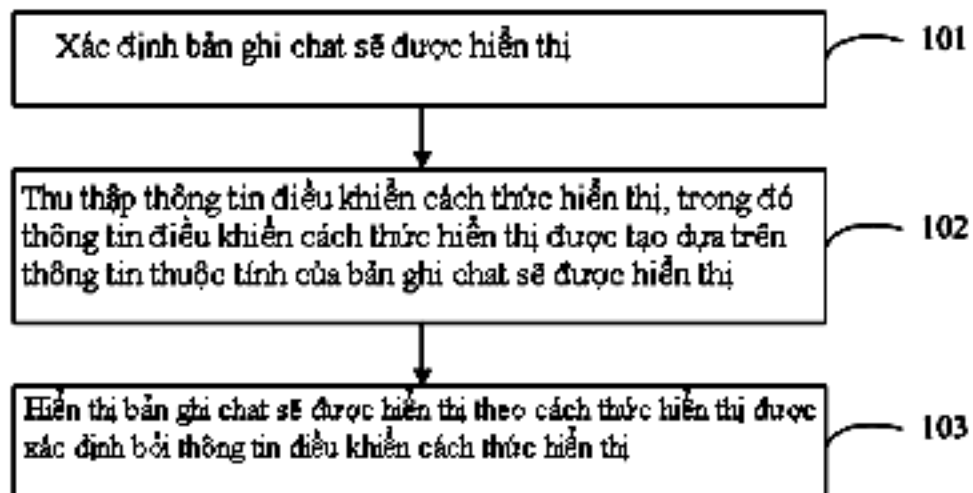 Xác định bản ghi chat sẽ được hiển thị
101
Thu thập thông tin điều khiển cách thức hiển thị, trong đó
thông tin điều khiển cách thức hiển thị được tạo dựa trên
thông tin thuộc tính của bản ghi chat sẽ được hiển thị
102
Hiển thị bản ghi chat sẽ được hiển thị theo cách thức hiển thị được
xác định bởi thông tin điều khiển cách thức hiển thị
103